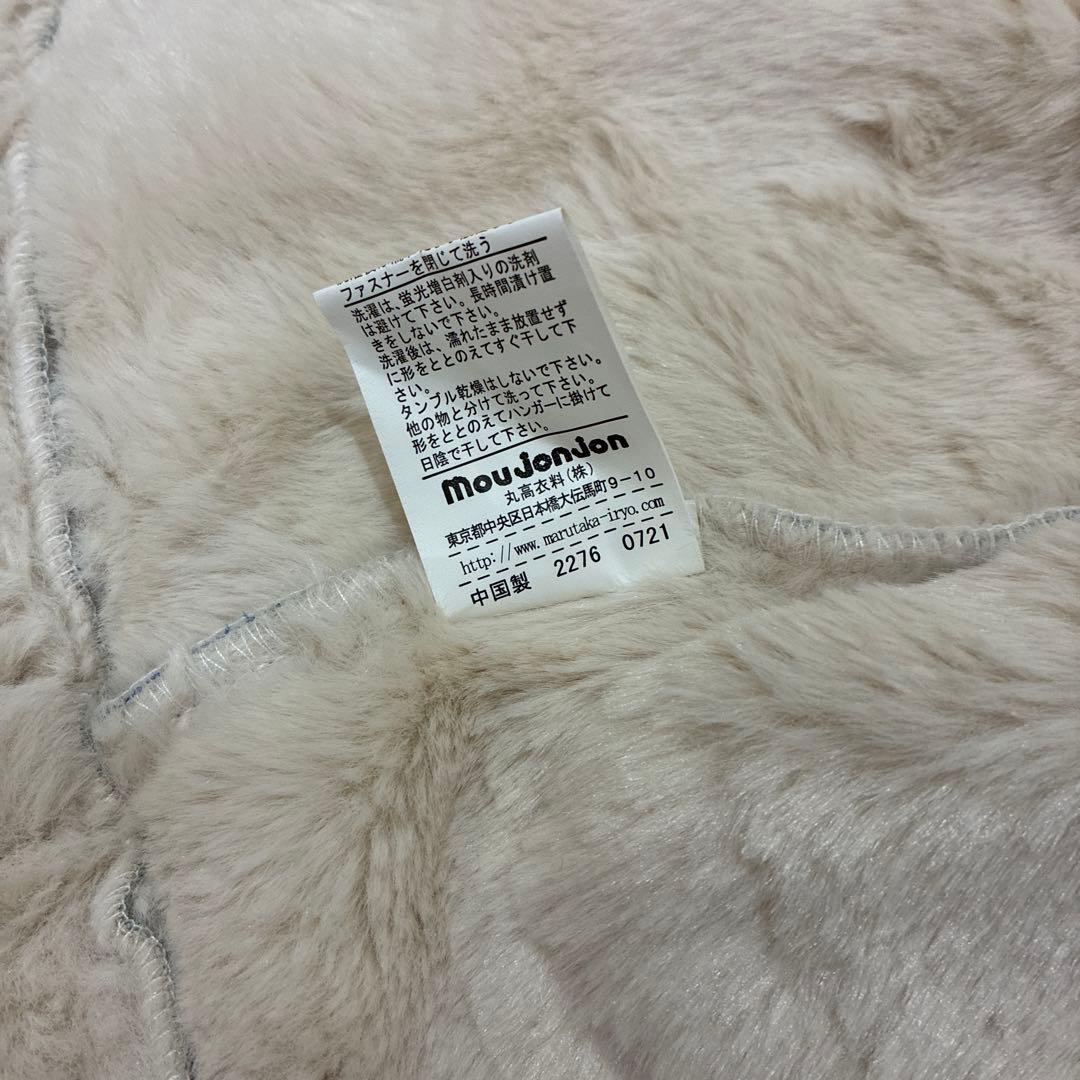 ファスナーを閉じて洗う
洗濯は、蛍光増白剤入りの洗剤
は避けて下さい。長時間漬け置
きをしないで下さい。
洗濯後は、濡れたまま放置せず
に形をととのえてすぐ干して下
さい。
タンブル乾燥はしないで下さい。
他の物と分けて洗って下さい。
形をととのえてハンガーに掛けて
日陰で干して下さい。
moujonjon
丸高衣料(株)
東京都中央区日本橋大伝馬町9-10
http://www.marutaka-iryo.com
中国製 2276 0721